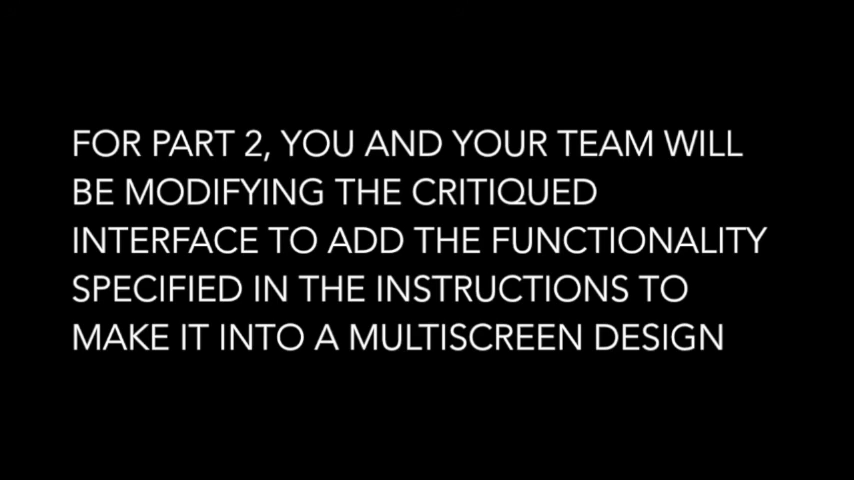 FOR PART 2, YOU AND YOUR TEAM WILL
BE MODIFYING THE CRITIQUED
INTERFACE TO ADD THE FUNCTIONALITY
SPECIFIED IN THE INSTRUCTIONS TO
MAKE IT INTO A MULTISCREEN DESIGN